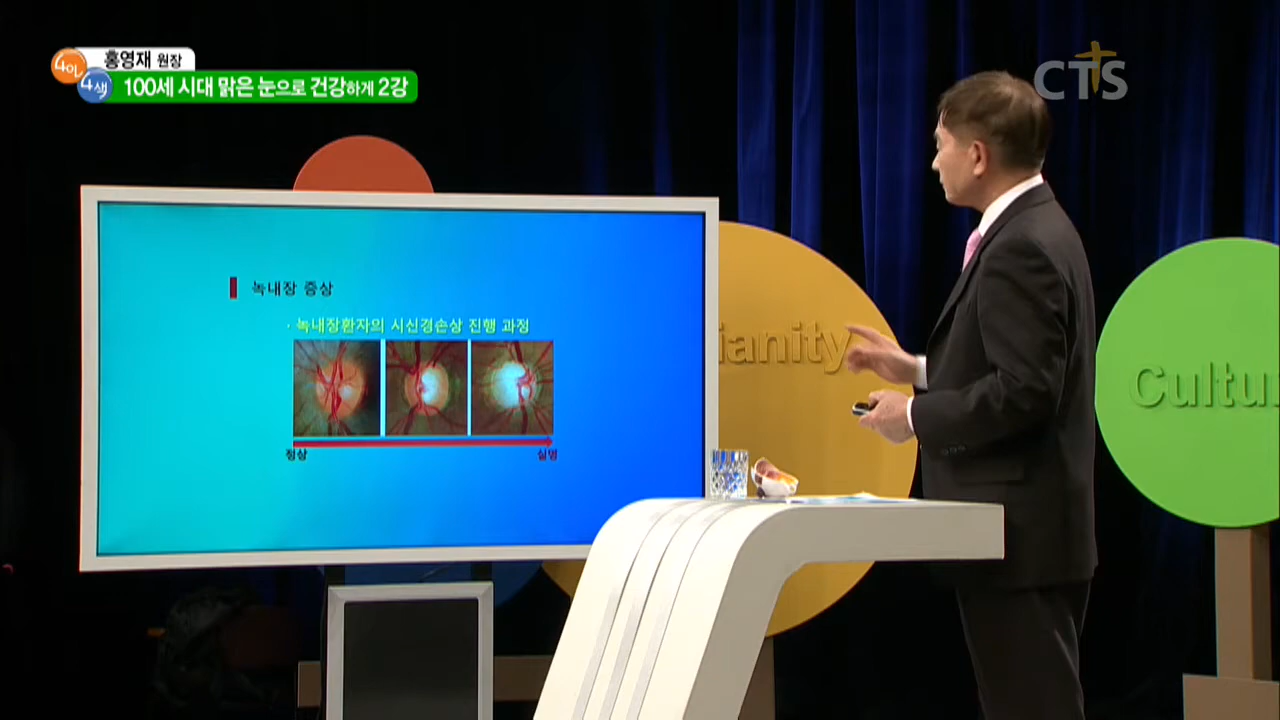 4인
4색
홍영재 원장
100세 시대 맑은 눈으로 건강하게 2강
CTS
녹내장 증상
· 녹내장환자의 시신경손상 진행 과정
정상
실명
ianity
Cultu